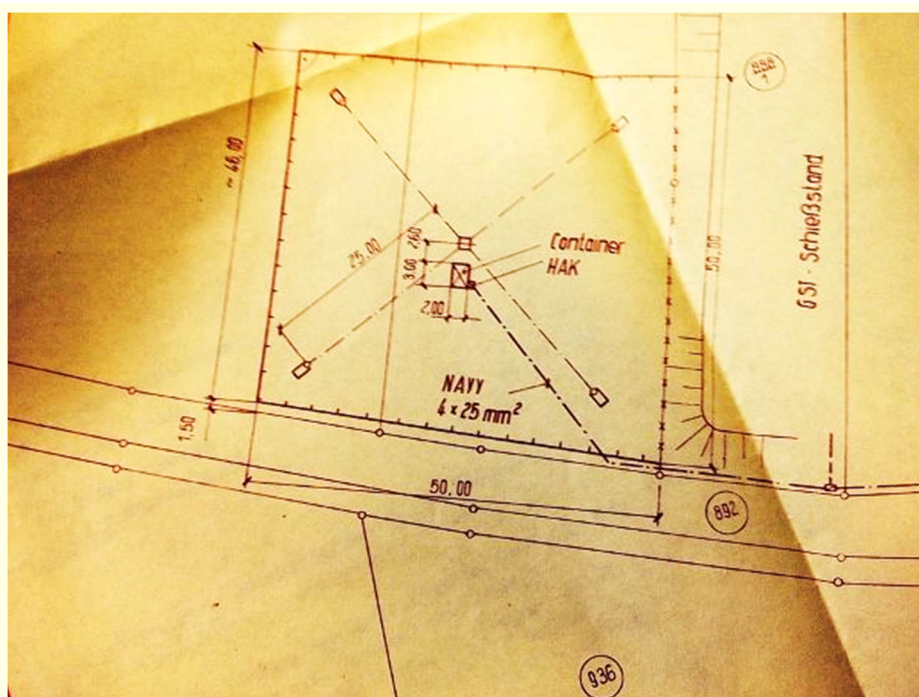 888
1
≈ 46,00
25,00
2,60
3,00
2,00
Container
HAK
50,00
GST - Schießstand
NAYY
4 x 25 mm²
1,50
50,00
892
936